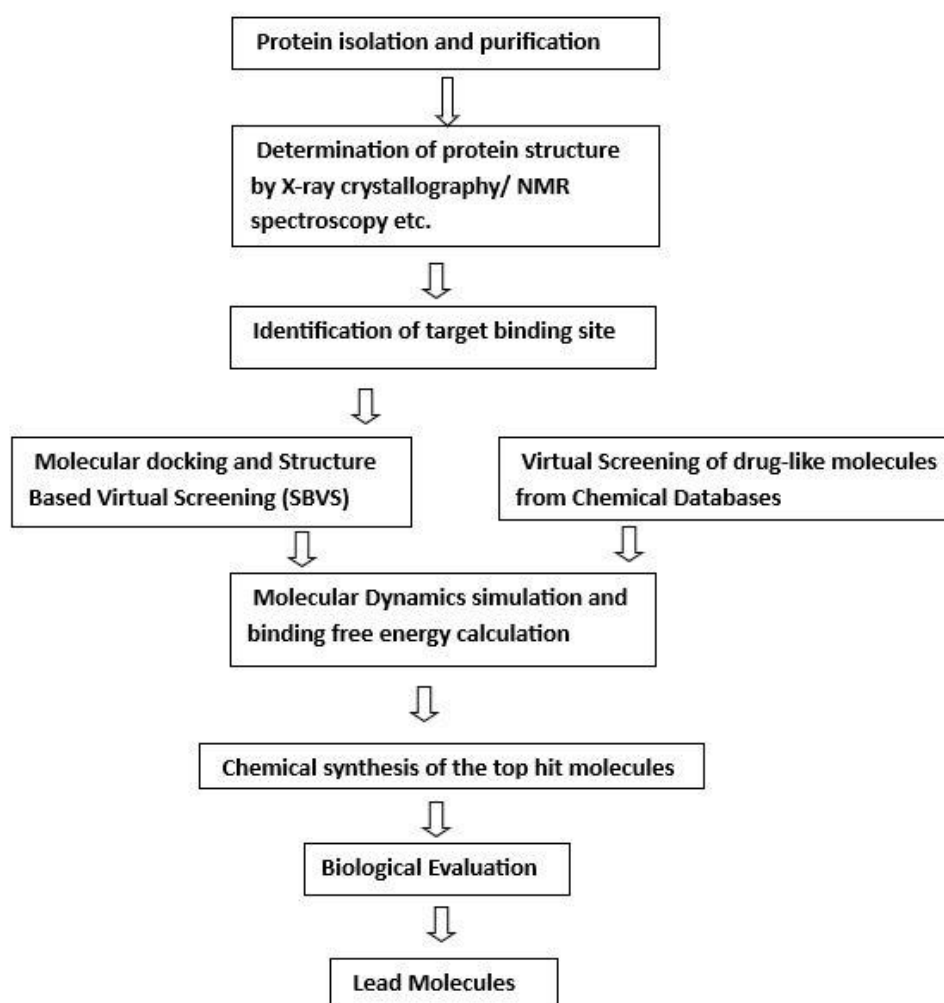 Protein isolation and purification
Determination of protein structure
by X-ray crystallography/ NMR
spectroscopy etc.
Identification of target binding site
Molecular docking and Structure
Based Virtual Screening (SBVS)
Virtual Screening of drug-like molecules
from Chemical Databases
Molecular Dynamics simulation and
binding free energy calculation
Chemical synthesis of the top hit molecules
Biological Evaluation
Lead Molecules